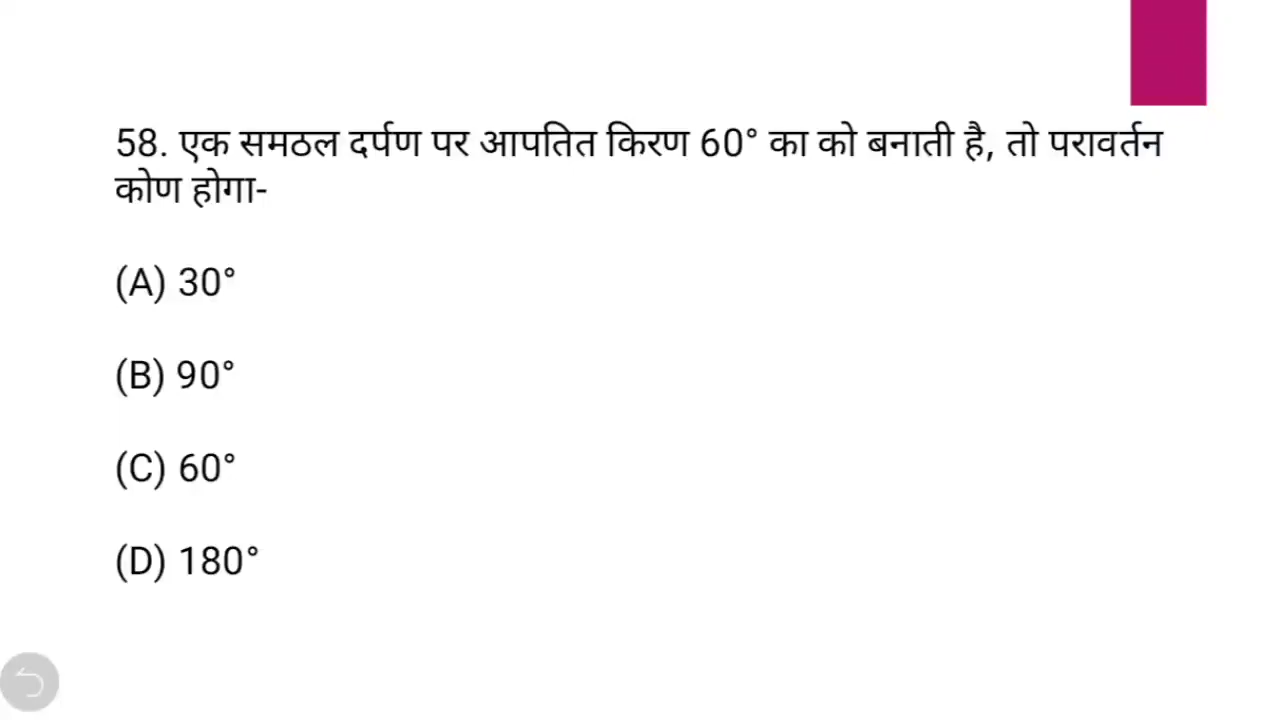 58. एक समठल दर्पण पर आपतित किरण 60° का को बनाती है, तो परावर्तन
कोण होगा-
(A) 30°
(B) 90°
(C) 60°
(D) 180°